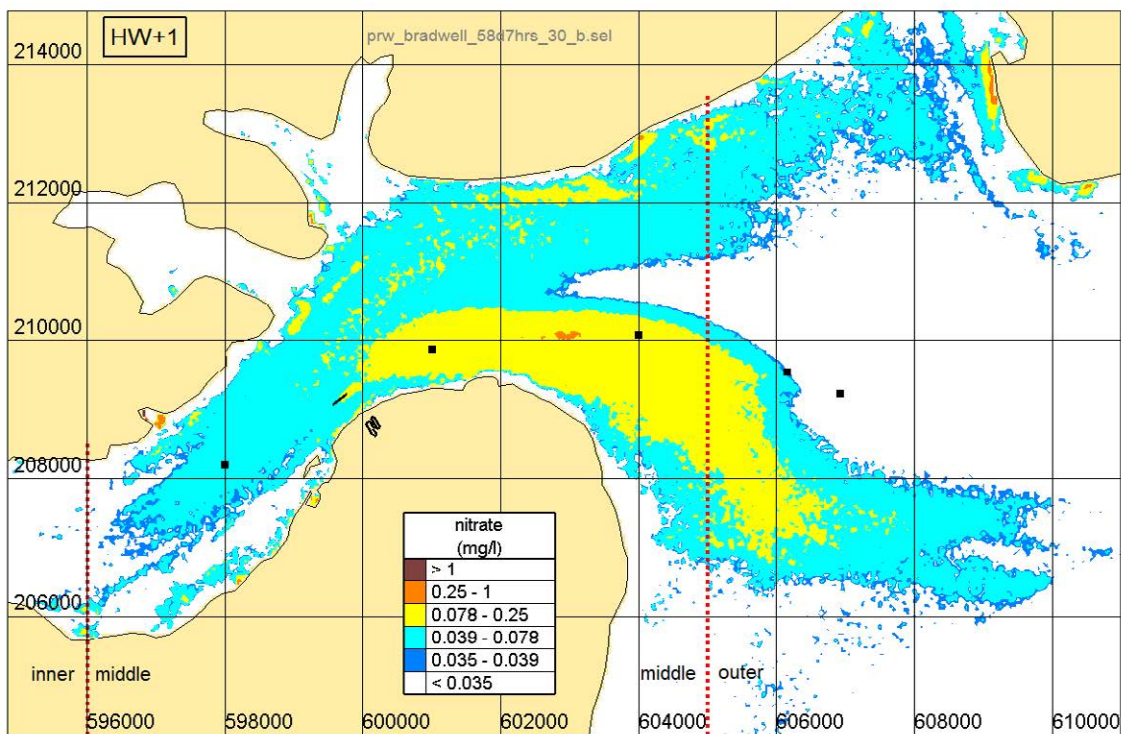 HW+1
prw_bradwell_58d7hrs_30_b.sel
214000
212000
210000
208000
206000
nitrate
(mg/l)
> 1
0.25 - 1
0.078 - 0.25
0.039 - 0.078
0.035 - 0.039
< 0.035
inner middle
middle outer
596000 598000 600000 602000 604000 606000 608000 610000